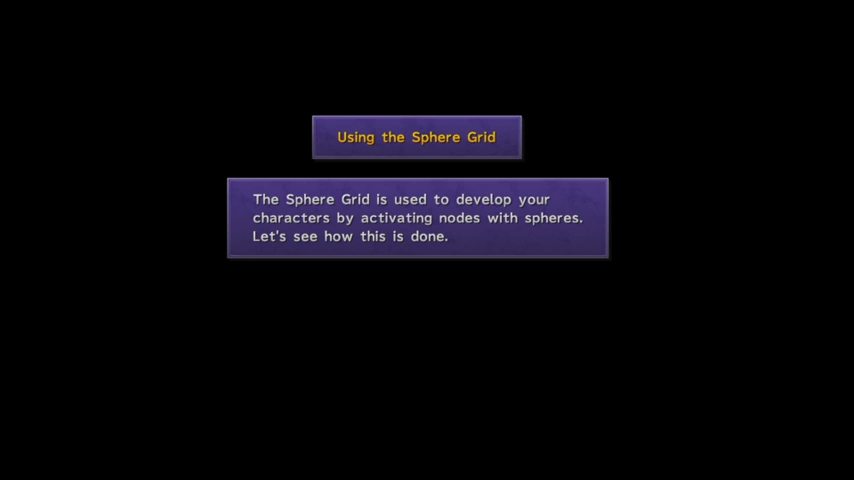 Using the Sphere Grid
The Sphere Grid is used to develop your
characters by activating nodes with spheres.
Let's see how this is done.